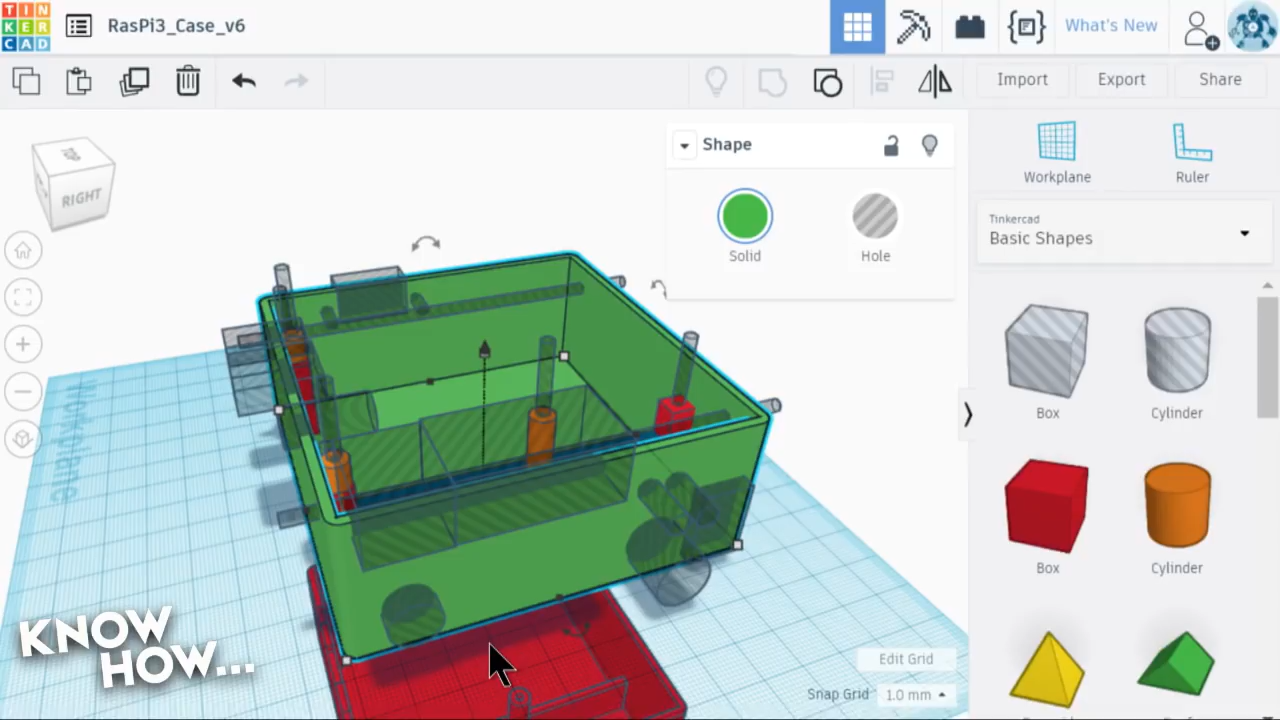 TIN
KER
CAD
RasPi3_Case_v6
What's New
Import
Export
Share
Shape
Solid
Hole
RIGHT
Workplane
Ruler
Tinkercad
Basic Shapes
Box
Cylinder
Box
Cylinder
Workplane
KNOW
HOW...
Edit Grid
Snap Grid
1.0 mm